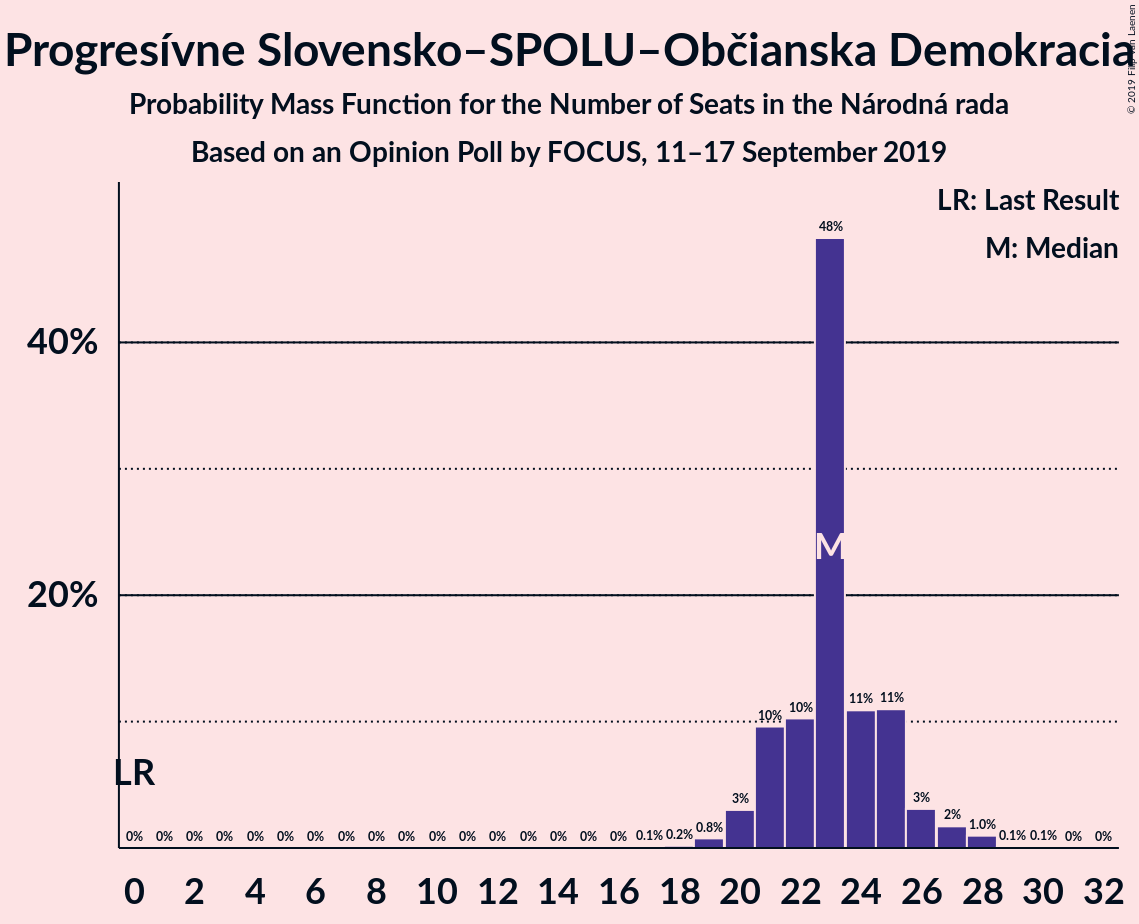 Progresívne Slovensko–SPOLU–Občianska Demokracia
Probability Mass Function for the Number of Seats in the Národná rada
Based on an Opinion Poll by FOCUS, 11–17 September 2019
© 2019 Filip van Laenen
LR: Last Result
M: Median
40%
20%
LR
M
0% 0% 0% 0% 0% 0% 0% 0% 0% 0% 0% 0% 0% 0% 0% 0% 0% 0.1% 0.2% 0.8% 3% 10% 10% 48% 11% 11% 3% 2% 1.0% 0.1% 0.1% 0% 0%
0 2 4 6 8 10 12 14 16 18 20 22 24 26 28 30 32